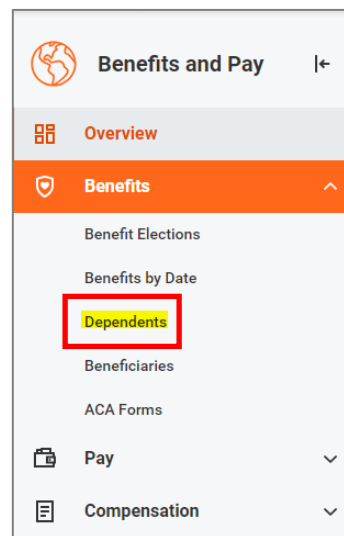 Benefits and Pay
Overview
Benefits
Benefit Elections
Benefits by Date
Dependents
Beneficiaries
ACA Forms
Pay
Compensation